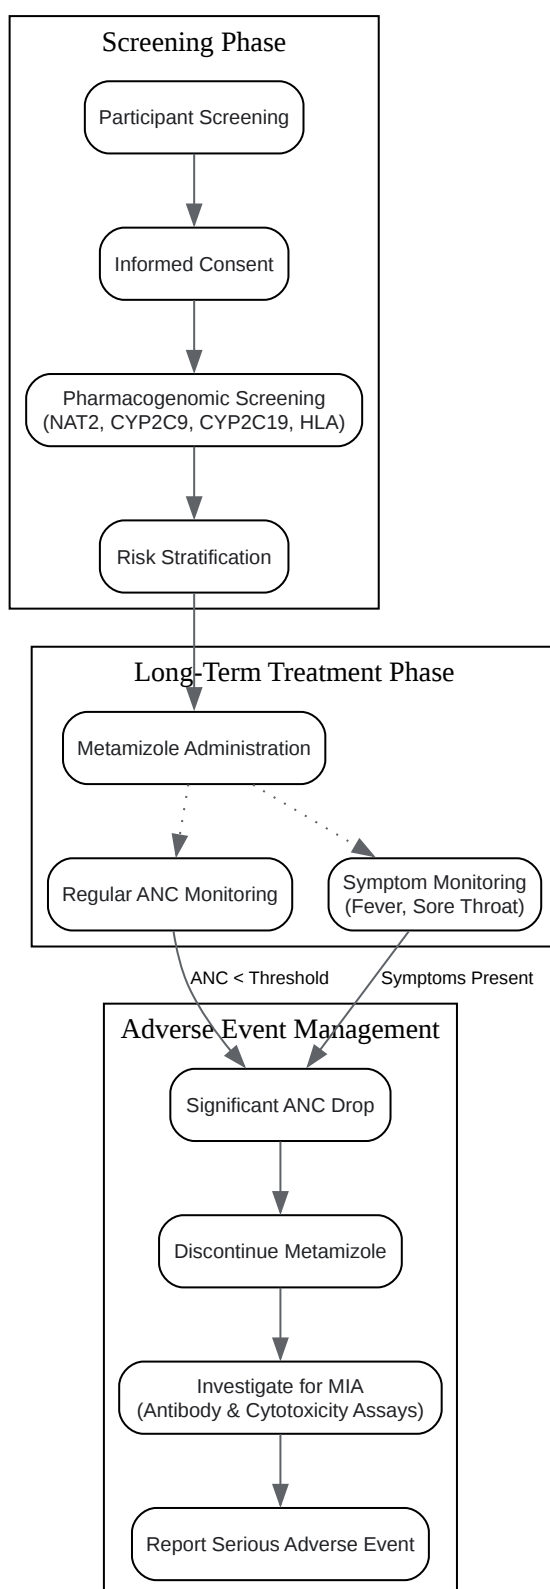 Screening Phase
Participant Screening
Informed Consent
Pharmacogenomic Screening
(NAT2, CYP2C9, CYP2C19, HLA)
Risk Stratification
Long-Term Treatment Phase
Metamizole Administration
Regular ANC Monitoring
Symptom Monitoring
(Fever, Sore Throat)
ANC < Threshold
Symptoms Present
Adverse Event Management
Significant ANC Drop
Discontinue Metamizole
Investigate for MIA
(Antibody & Cytotoxicity Assays)
Report Serious Adverse Event